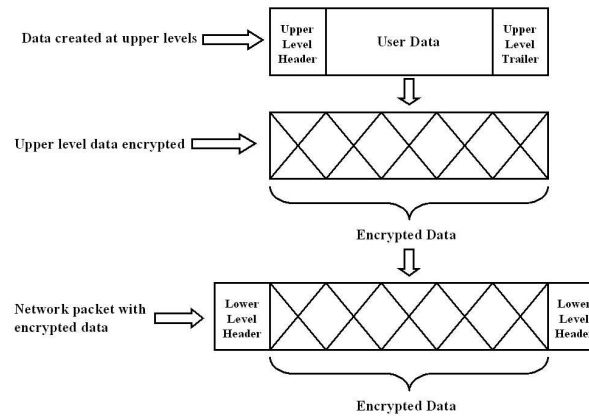 Data created at upper levels
Upper
Level
Header
User Data
Upper
Level
Trailer
Upper level data encrypted
Encrypted Data
Network packet with
encrypted data
Lower
Level
Header
Lower
Level
Header
Encrypted Data